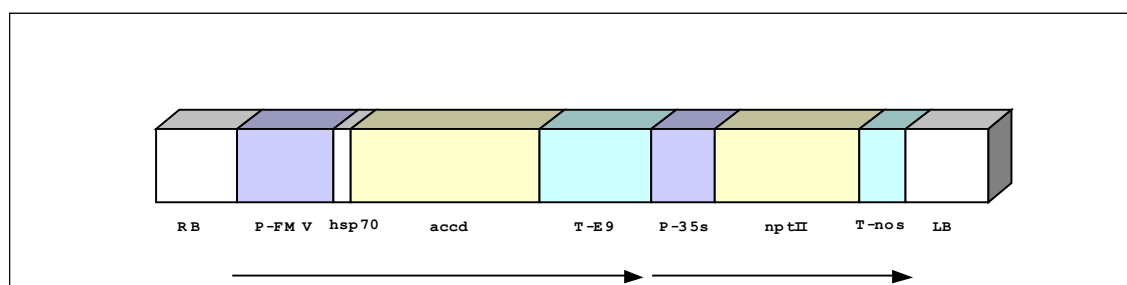 RB P-FMV hsp70 accd T-E9 P-35s nptII T-nos LB